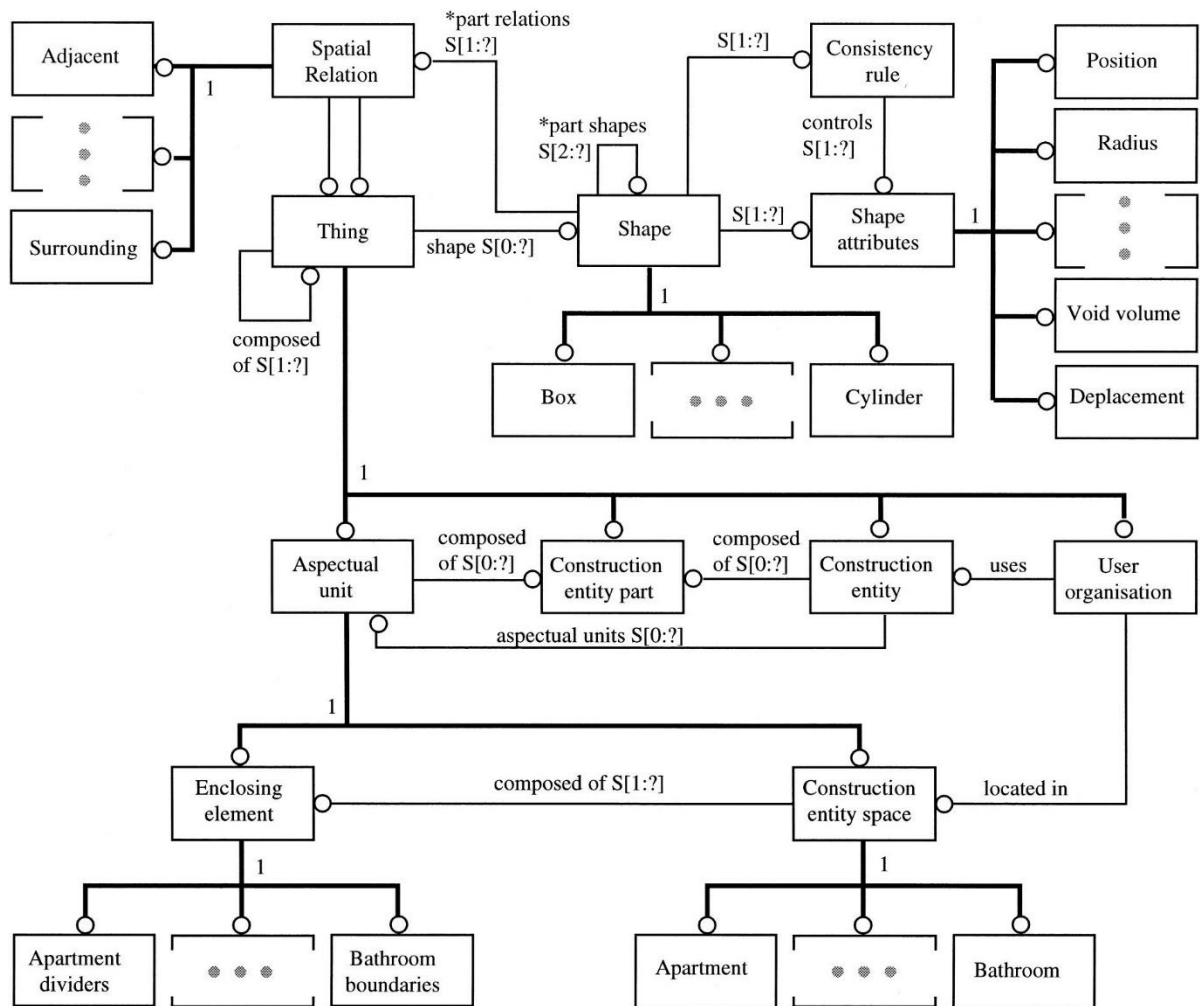 Adjacent
1
Surrounding
Spatial
Relation
*part relations
S[1:?]
S[1:?]
Consistency
rule
Position
*part shapes
S[2:?]
controls
S[1:?]
Radius
Thing
shape S[0:?]
Shape
S[1:?]
Shape
attributes
1
composed
of S[1:?]
1
Void volume
Box
Cylinder
Deplacement
1
Aspectual
unit
composed
of S[0:?]
Construction
entity part
composed
of S[0:?]
Construction
entity
uses
User
organisation
aspectual units S[0:?]
1
Enclosing
element
composed of S[1:?]
Construction
entity space
located in
1
1
Apartment
dividers
Bathroom
boundaries
Apartment
Bathroom